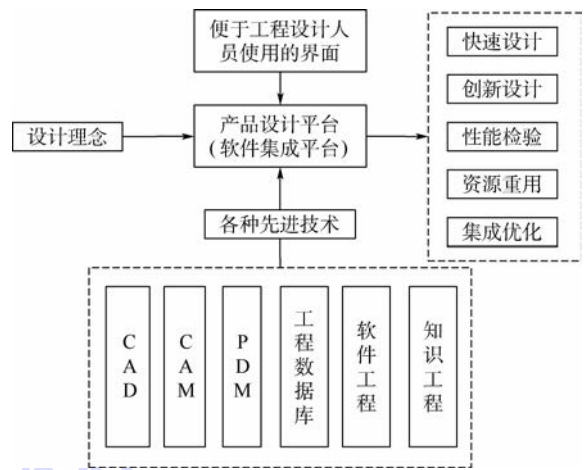 便于工程设计人
员使用的界面
设计理念
产品设计平台
(软件集成平台)
快速设计
创新设计
性能检验
资源重用
集成优化
各种先进技术
CAD
CAM
PDM
工程数据库
软件工程
知识工程